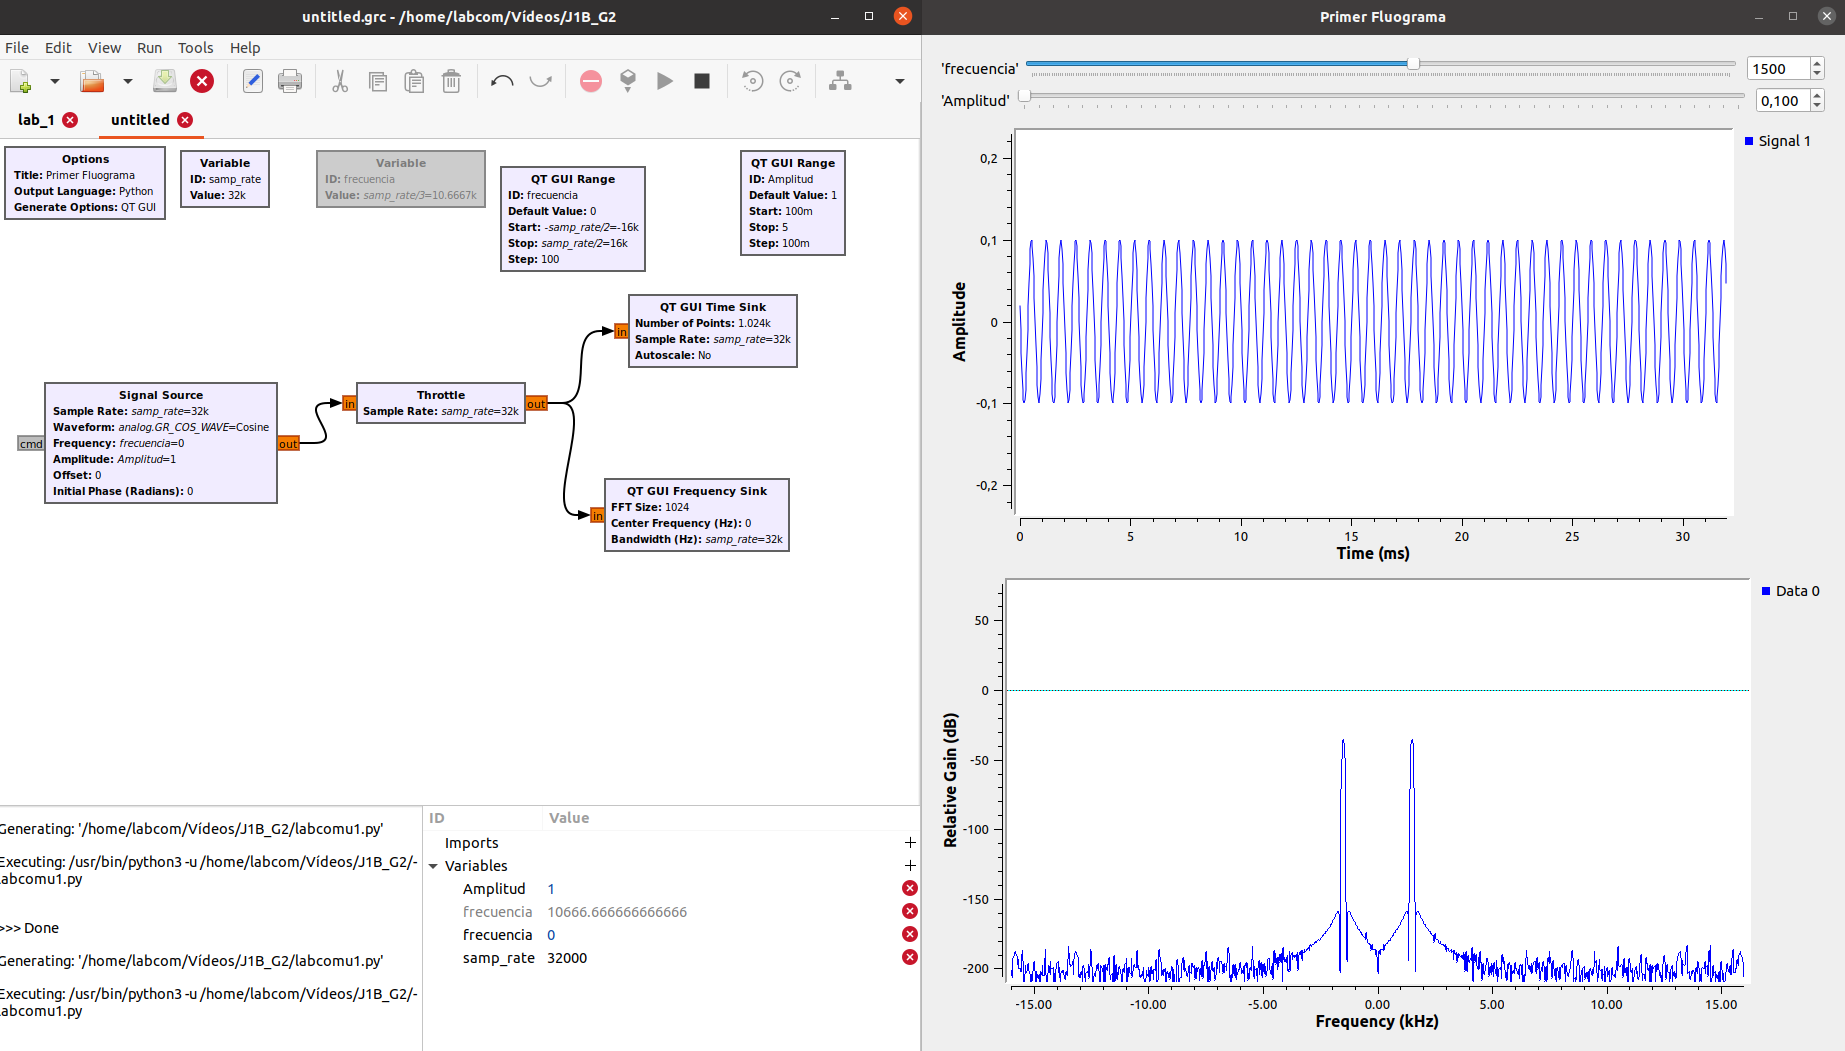 untitled.grc - /home/labcom/Vídeos/J1B_G2
File Edit View Run Tools Help
lab_1
untitled
Options
Title: Primer Fluograma
Output Language: Python
Generate Options: QT GUI
Variable
ID: samp_rate
Value: 32k
Variable
ID: frecuencia
Value: samp_rate/3=10.6667k
QT GUI Range
ID: frecuencia
Default Value: 0
Start: -samp_rate/2=-16k
Stop: samp_rate/2=16k
Step: 100
QT GUI Range
ID: Amplitud
Default Value: 1
Start: 100m
Stop: 5
Step: 100m
QT GUI Time Sink
Number of Points: 1.024k
Sample Rate: samp_rate=32k
Autoscale: No
in
Signal Source
Sample Rate: samp_rate=32k
Waveform: analog.GR_COS_WAVE=Cosine
Frequency: frecuencia=0
Amplitude: Amplitud=1
Offset: 0
Initial Phase (Radians): 0
cmd
out
in
Throttle
Sample Rate: samp_rate=32k
out
in
QT GUI Frequency Sink
FFT Size: 1024
Center Frequency (Hz): 0
Bandwidth (Hz): samp_rate=32k
Generating: '/home/labcom/Vídeos/J1B_G2/labcomu1.py'
Executing: /usr/bin/python3 -u /home/labcom/Vídeos/J1B_G2/-
labcomu1.py
>>> Done
Generating: '/home/labcom/Vídeos/J1B_G2/labcomu1.py'
Executing: /usr/bin/python3 -u /home/labcom/Vídeos/J1B_G2/-
labcomu1.py
ID Value
Imports
Variables
Amplitud 1
frecuencia 10666.666666666666
frecuencia 0
samp_rate 32000
Primer Fluograma
'frecuencia' 1500
'Amplitud' 0,100
Signal 1
0,2
0,1
0
-0,1
-0,2
Amplitude
0 5 10 15 20 25 30
Time (ms)
Data 0
50
0
-50
-100
-150
-200
Relative Gain (dB)
-15.00 -10.00 -5.00 0.00 5.00 10.00 15.00
Frequency (kHz)